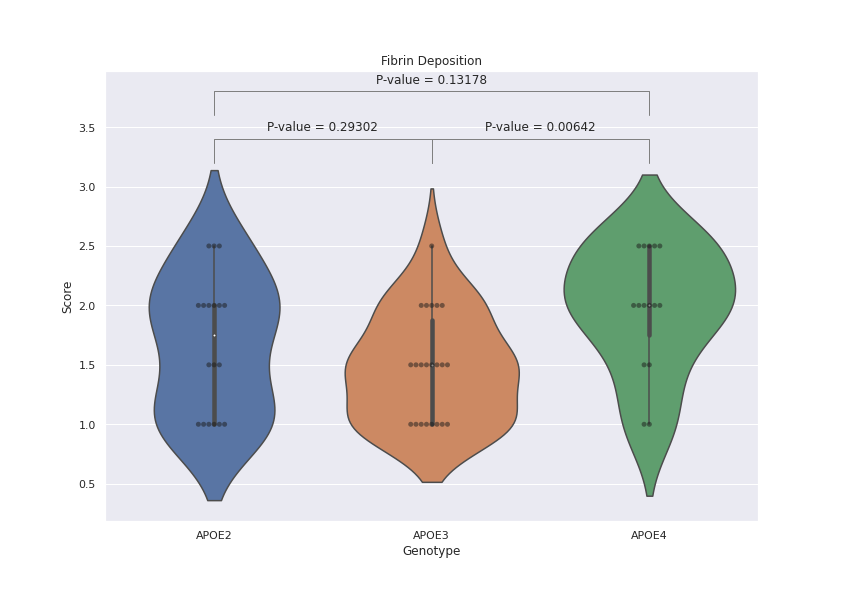 Fibrin Deposition
P-value = 0.13178
P-value = 0.29302 P-value = 0.00642
3.5
3.0
2.5
2.0
1.5
1.0
0.5
Score
APOE2 APOE3 APOE4
Genotype